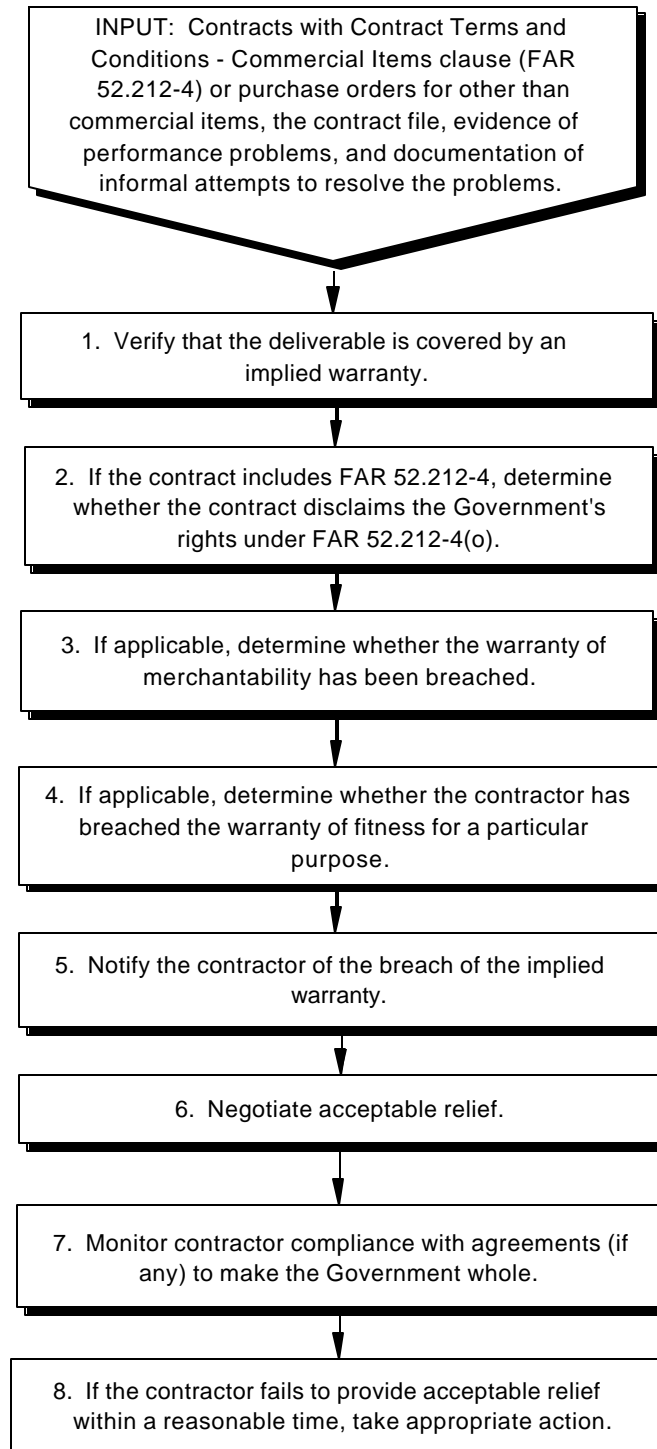 INPUT: Contracts with Contract Terms and
Conditions - Commercial Items clause (FAR
52.212-4) or purchase orders for other than
commercial items, the contract file, evidence of
performance problems, and documentation of
informal attempts to resolve the problems.
1. Verify that the deliverable is covered by an
implied warranty.
2. If the contract includes FAR 52.212-4, determine
whether the contract disclaims the Government's
rights under FAR 52.212-4(o).
3. If applicable, determine whether the warranty of
merchantability has been breached.
4. If applicable, determine whether the contractor has
breached the warranty of fitness for a particular
purpose.
5. Notify the contractor of the breach of the implied
warranty.
6. Negotiate acceptable relief.
7. Monitor contractor compliance with agreements (if
any) to make the Government whole.
8. If the contractor fails to provide acceptable relief
within a reasonable time, take appropriate action.